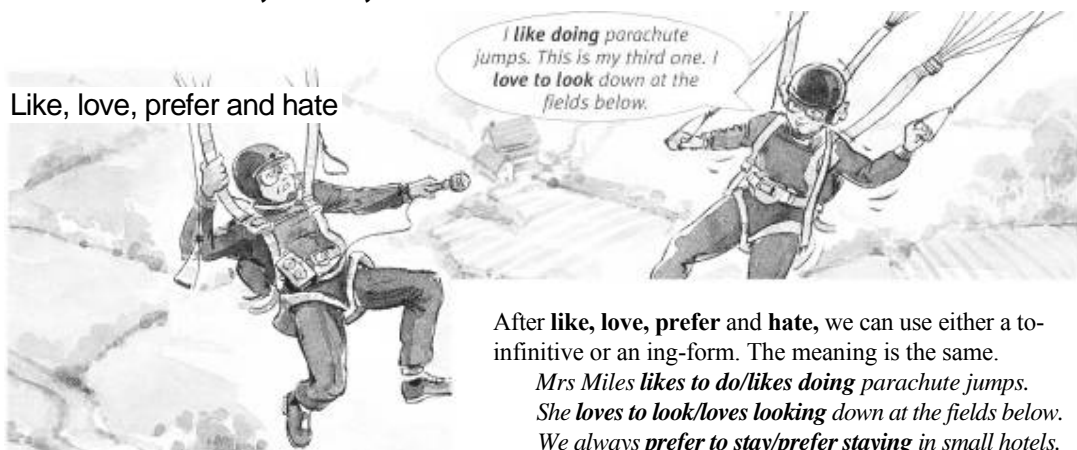 Like, love, prefer and hate
I like doing parachute
jumps. This is my third one. I
love to look down at the
fields below.
After like, love, prefer and hate, we can use either a to-
infinitive or an ing-form. The meaning is the same.
Mrs Miles likes to do/likes doing parachute jumps.
She loves to look/loves looking down at the fields below.
We always prefer to stay/prefer staying in small hotels.